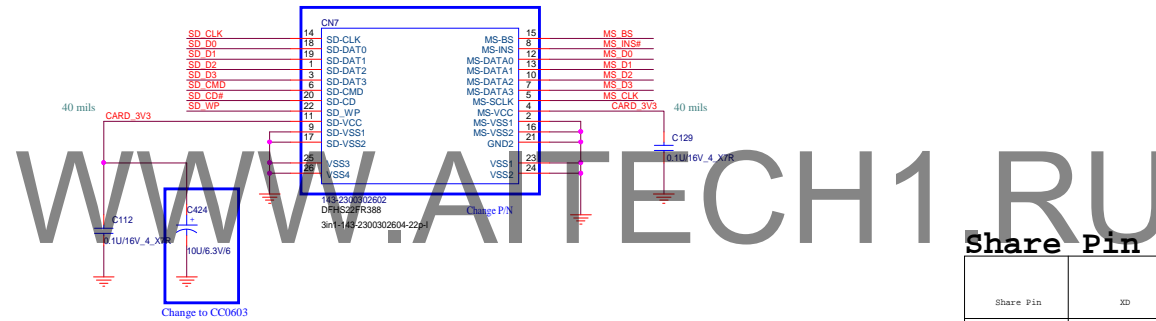 CN7
SD_CLK 14 SD-CLK MS-BS 15 MS_BS
SD_D0 18 SD-DAT0 MS-INS 8 MS_INS#
SD_D1 19 SD-DAT1 MS-DATA0 12 MS_D0
SD_D2 1 SD-DAT2 MS-DATA1 13 MS_D1
SD_D3 3 SD-DAT3 MS-DATA2 10 MS_D2
SD_CMD 6 SD-CMD MS-DATA3 7 MS_D3
SD_CD# 20 SD-CD MS-SCLK 5 MS_CLK
40 mils SD_WP 22 SD_WP MS-VCC 4 CARD_3V3 40 mils
CARD_3V3 11 SD-VCC MS-VSS1 2
9 SD-VSS1 MS-VSS2 16
17 SD-VSS2 GND2 21 C129
25 VSS3 VSS1 23 0.1U/16V_4_X7R
26 VSS4 VSS2 24
WWW.AITECH1.RU
143-2300302602
DFHS22FR388 Change P/N
3in1-143-2300302604-22p-l
C112 C424
0.1U/16V_4_X7R +
10U/6.3V/6
Change to CC0603
Share Pin
Share Pin XD